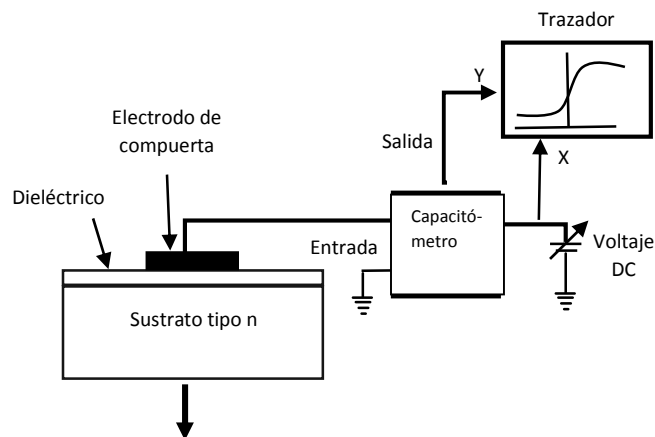 Trazador
Y
Electrodo de
compuerta
Salida
X
Dieléctrico
Capacitó-
metro
Entrada
Voltaje
DC
Sustrato tipo n